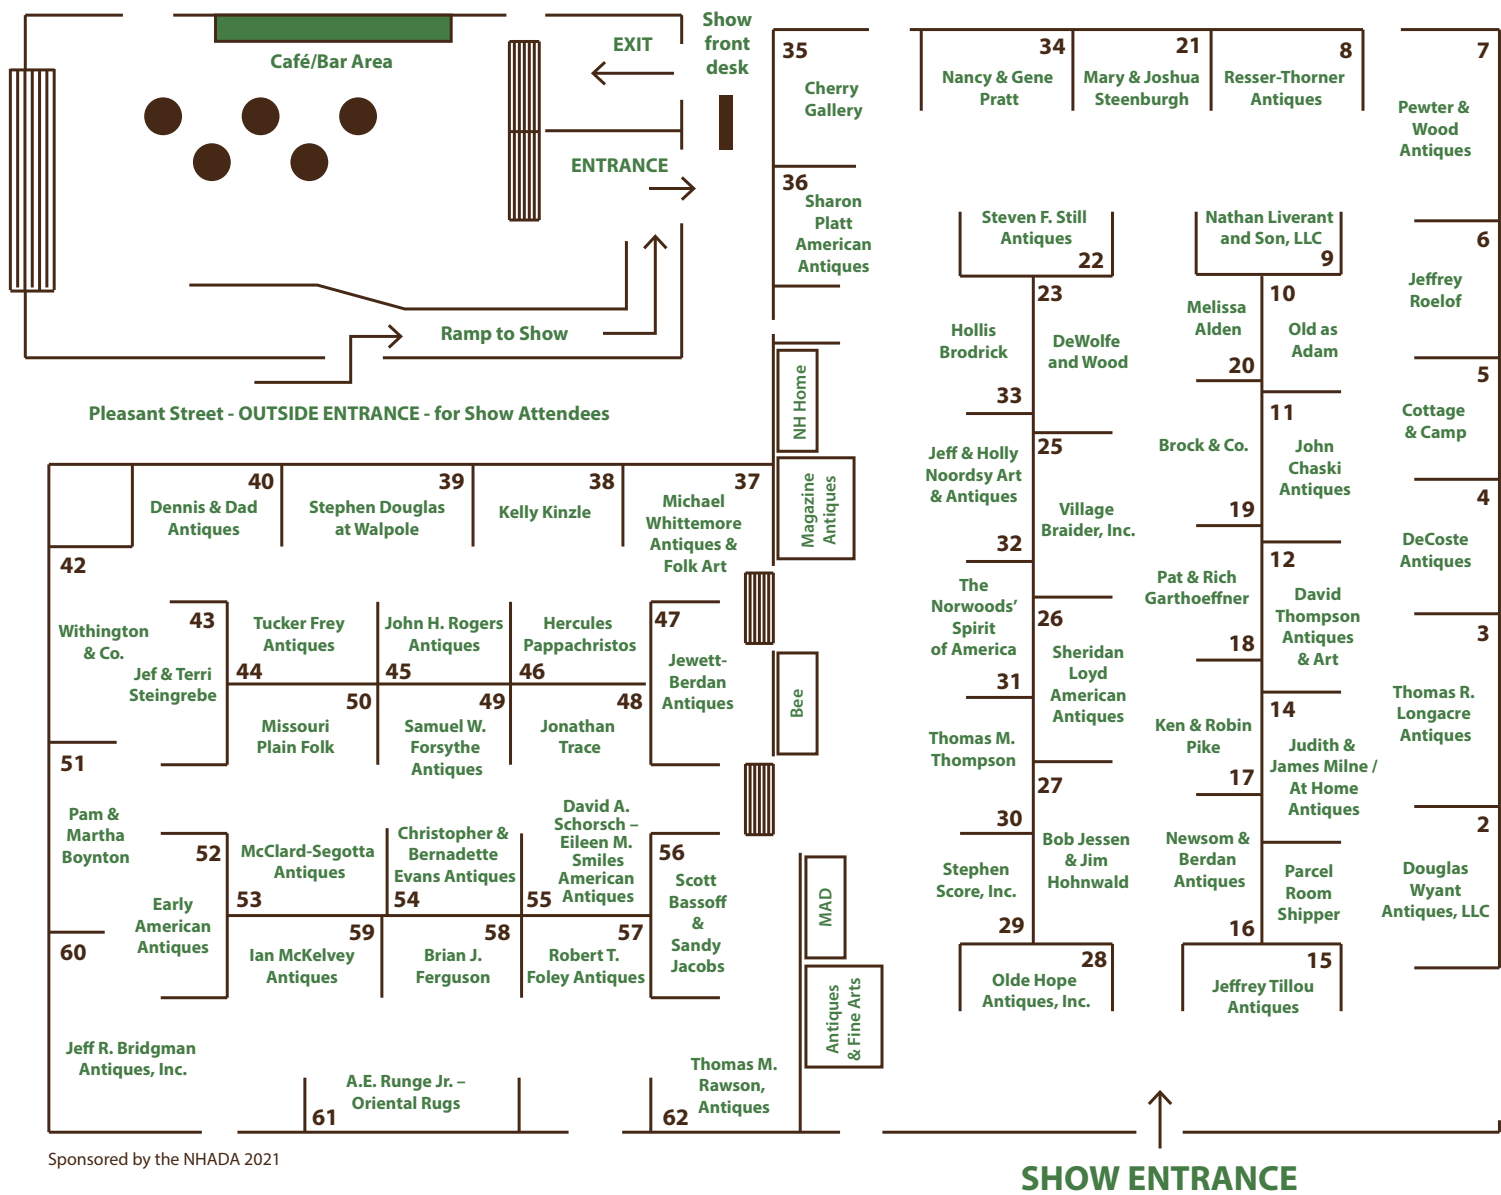 Café/Bar Area
EXIT
ENTRANCE
Ramp to Show
Show
front
desk
Pleasant Street - OUTSIDE ENTRANCE - for Show Attendees
35
Cherry
Gallery
36
Sharon
Platt
American
Antiques
34
Nancy & Gene
Pratt
21
Mary & Joshua
Steenburgh
8
Resser-Thorner
Antiques
7
Pewter &
Wood
Antiques
6
Jeffrey
Roelof
5
Cottage
& Camp
4
DeCoste
Antiques
3
Thomas R.
Longacre
Antiques
2
Douglas
Wyant
Antiques, LLC
Steven F. Still
Antiques
22
23
DeWolfe
and Wood
Hollis
Brodrick
33
25
Village
Braider, Inc.
Jeff & Holly
Noordsy Art
& Antiques
32
26
Sheridan
Loyd
American
Antiques
The
Norwoods’
Spirit
of America
31
27
Bob Jessen
& Jim
Hohnwald
Thomas M.
Thompson
30
Stephen
Score, Inc.
29
28
Olde Hope
Antiques, Inc.
Nathan Liverant
and Son, LLC
9
10
Old as
Adam
Melissa
Alden
20
11
John
Chaski
Antiques
Brock & Co.
19
12
David
Thompson
Antiques
& Art
Pat & Rich
Garthoeffner
18
14
Judith &
James Milne /
At Home
Antiques
Ken & Robin
Pike
17
Parcel
Room
Shipper
Newsom &
Berdan
Antiques
16
15
Jeffrey Tillou
Antiques
NH Home
Magazine
Antiques
Bee
MAD
Antiques
& Fine Arts
40
Dennis & Dad
Antiques
39
Stephen Douglas
at Walpole
38
Kelly Kinzle
37
Michael
Whittemore
Antiques &
Folk Art
42
Withington
& Co.
43
Jef & Terri
Steingrebe
Tucker Frey
Antiques
44
John H. Rogers
Antiques
45
Hercules
Pappachristos
46
47
Jewett-
Berdan
Antiques
50
Missouri
Plain Folk
49
Samuel W.
Forsythe
Antiques
48
Jonathan
Trace
51
Pam &
Martha
Boynton
52
Early
American
Antiques
McClard-Segotta
Antiques
53
Christopher &
Bernadette
Evans Antiques
54
David A.
Schorsch –
Eileen M.
Smiles
American
Antiques
55
56
Scott
Bassoff
&
Sandy
Jacobs
59
Ian McKelvey
Antiques
58
Brian J.
Ferguson
57
Robert T.
Foley Antiques
60
Jeff R. Bridgman
Antiques, Inc.
A.E. Runge Jr. –
Oriental Rugs
61
Thomas M.
Rawson,
Antiques
62
Sponsored by the NHADA 2021
SHOW ENTRANCE